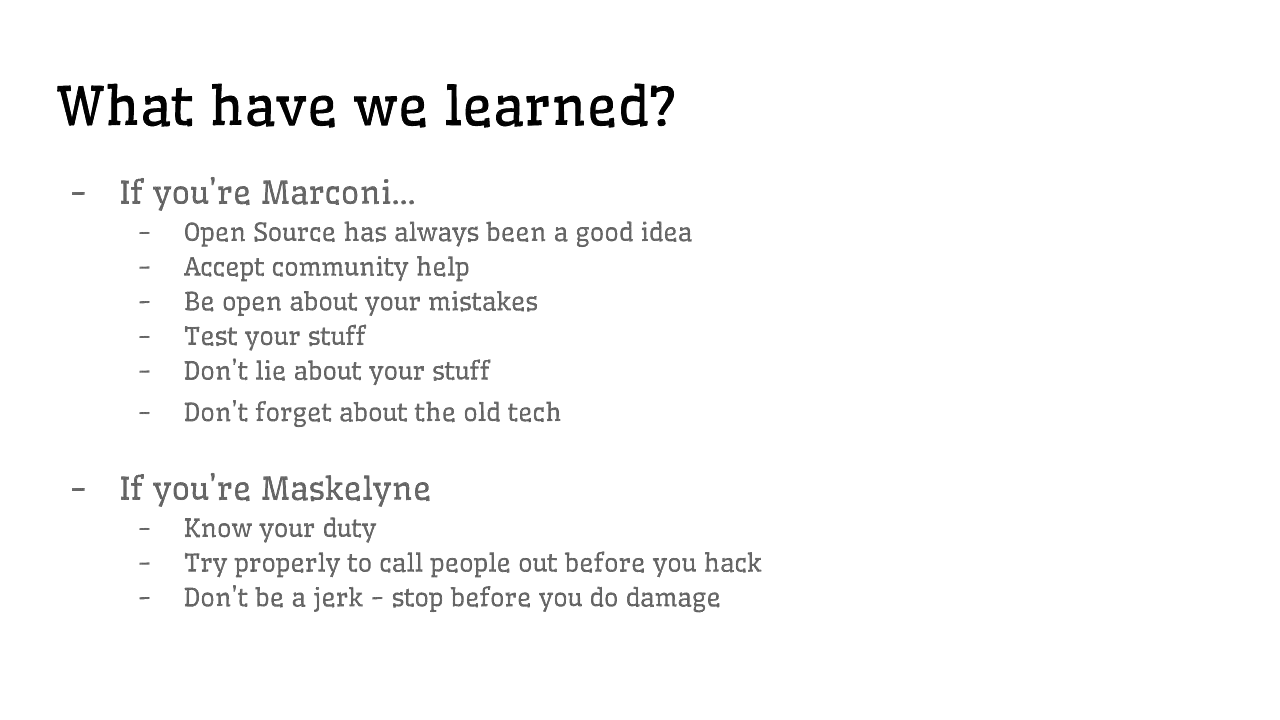 What have we learned?
- If you're Marconi...
- Open Source has always been a good idea
- Accept community help
- Be open about your mistakes
- Test your stuff
- Don't lie about your stuff
- Don't forget about the old tech
- If you're Maskelyne
- Know your duty
- Try properly to call people out before you hack
- Don't be a jerk - stop before you do damage